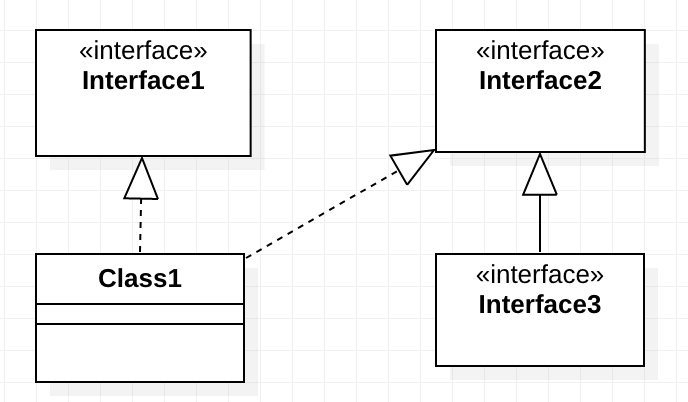 «interface»
Interface1
«interface»
Interface2
Class1
«interface»
Interface3